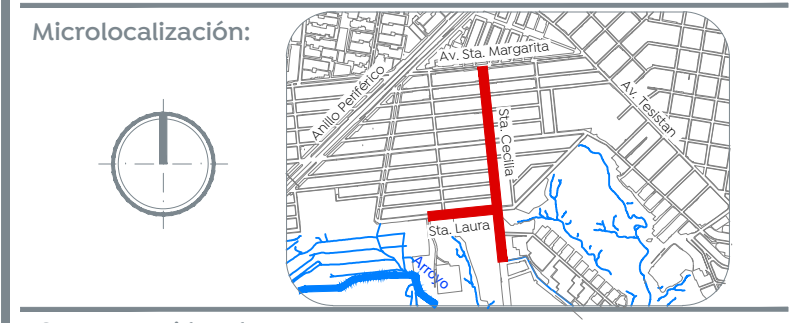 Microlocalización:
Av. Sta. Margarita
Anillo Periférico
Av. Tesistan
Sta. Cecilia
Sta. Laura
Arroyo